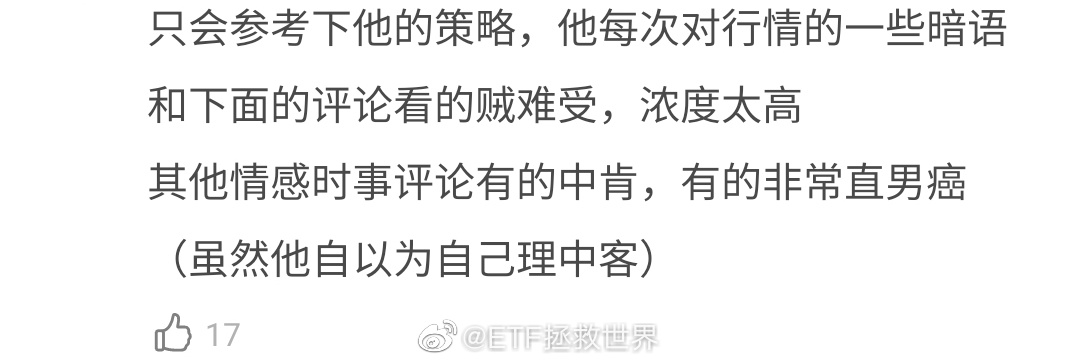 只会参考下他的策略，他每次对行情的一些暗语
和下面的评论看的贼难受，浓度太高
其他情感时事评论有的中肯，有的非常直男癌
（虽然他自以为自己理中客）
17
@ETF拯救世界